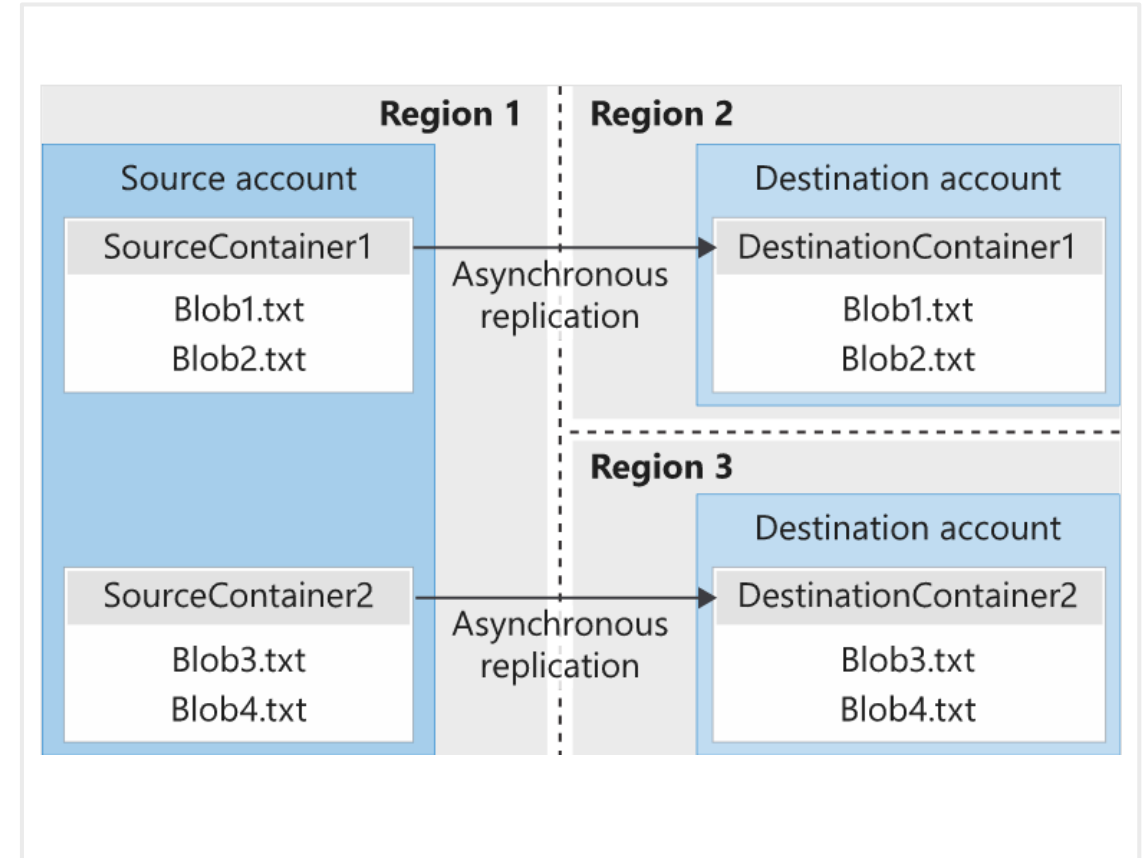 Region 1
Source account
SourceContainer1
Blob1.txt
Blob2.txt
SourceContainer2
Blob3.txt
Blob4.txt
Asynchronous
replication
Asynchronous
replication
Region 2
Destination account
DestinationContainer1
Blob1.txt
Blob2.txt
Region 3
Destination account
DestinationContainer2
Blob3.txt
Blob4.txt